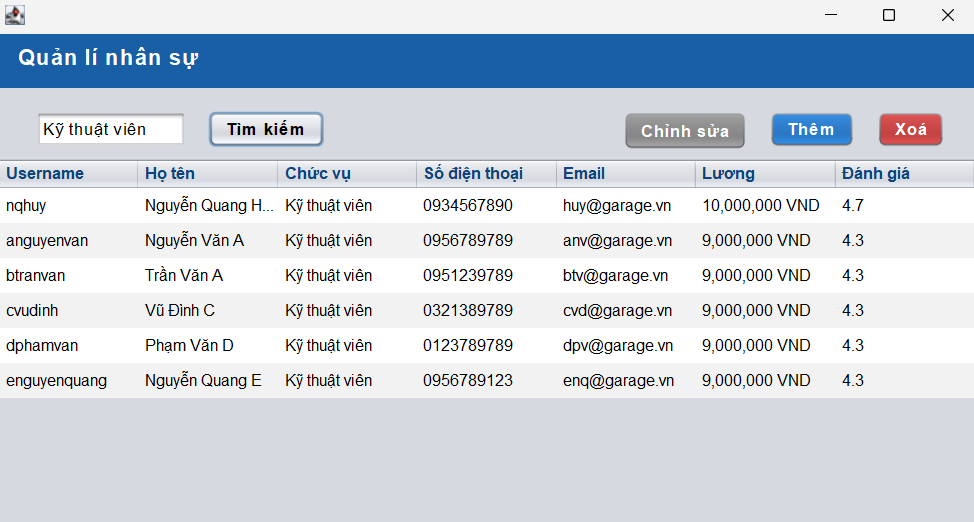 Quản lí nhân sự
Kỹ thuật viên Tìm kiếm Chỉnh sửa Thêm Xoá
Username Họ tên Chức vụ Số điện thoại Email Lương Đánh giá
nqhuy Nguyễn Quang H... Kỹ thuật viên 0934567890 huy@garage.vn 10,000,000 VND 4.7
anguyenvan Nguyễn Văn A Kỹ thuật viên 0956789789 anv@garage.vn 9,000,000 VND 4.3
btranvan Trần Văn A Kỹ thuật viên 0951239789 btv@garage.vn 9,000,000 VND 4.3
cvudinh Vũ Đình C Kỹ thuật viên 0321389789 cvd@garage.vn 9,000,000 VND 4.3
dphamvan Phạm Văn D Kỹ thuật viên 0123789789 dpv@garage.vn 9,000,000 VND 4.3
enguyenquang Nguyễn Quang E Kỹ thuật viên 0956789123 enq@garage.vn 9,000,000 VND 4.3